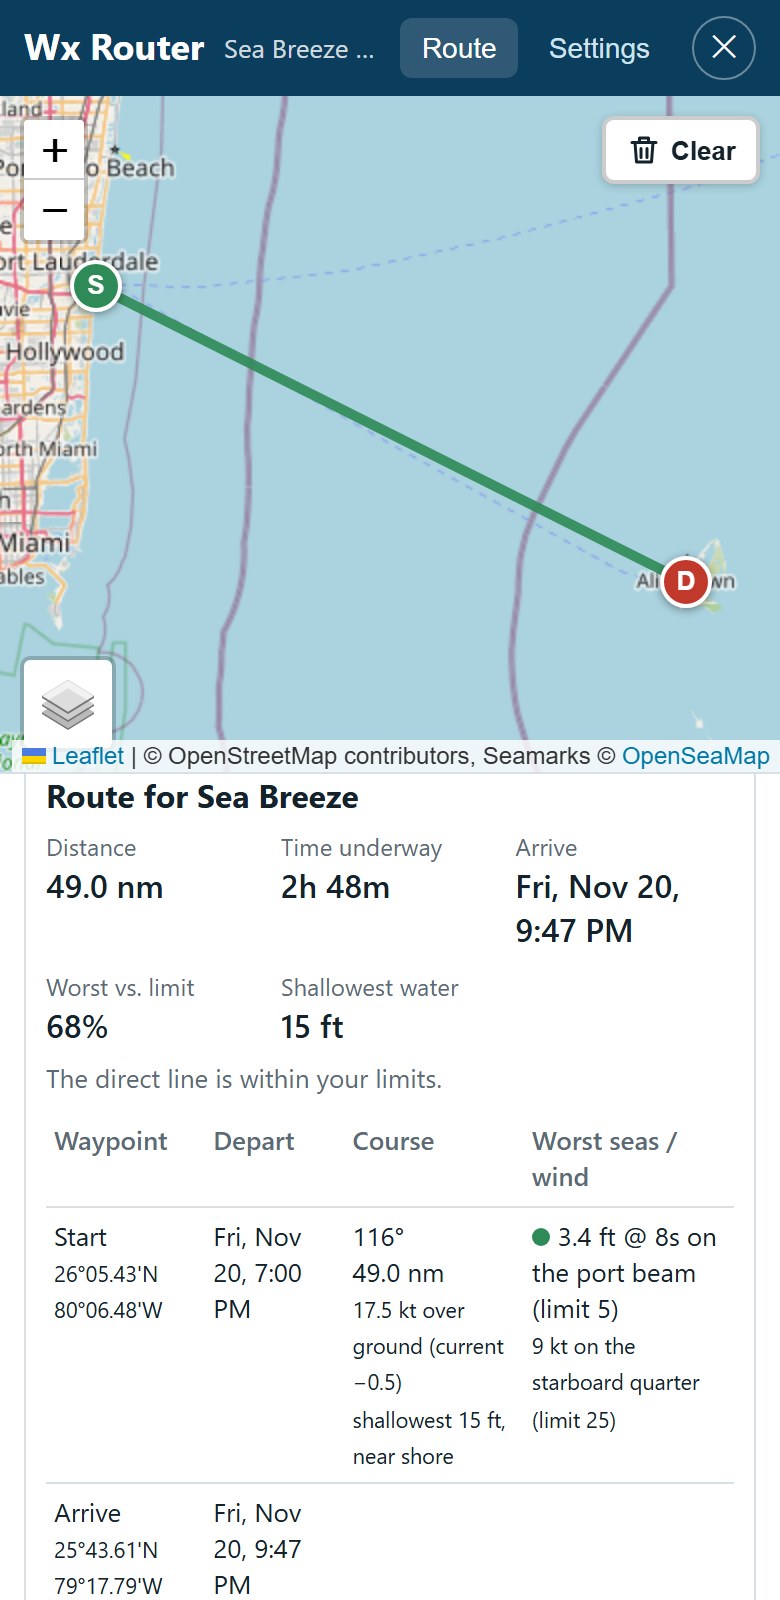 Wx Router Sea Breeze ... Route Settings
land
+ Clear
o Beach
−
ort Lauderdale
S
vie
Hollywood
ardens
orth Miami
h
Miami
ables
D
wn
Leaflet | © OpenStreetMap contributors, Seamarks © OpenSeaMap
Route for Sea Breeze
Distance Time underway Arrive
49.0 nm 2h 48m Fri, Nov 20,
9:47 PM
Worst vs. limit Shallowest water
68% 15 ft
The direct line is within your limits.
Waypoint Depart Course Worst seas /
wind
Start Fri, Nov 116° 3.4 ft @ 8s on
26°05.43'N 20, 7:00 49.0 nm the port beam
80°06.48'W PM 17.5 kt over (limit 5)
ground (current 9 kt on the
−0.5) starboard quarter
shallowest 15 ft, (limit 25)
near shore
Arrive Fri, Nov
25°43.61'N 20, 9:47
79°17.79'W PM